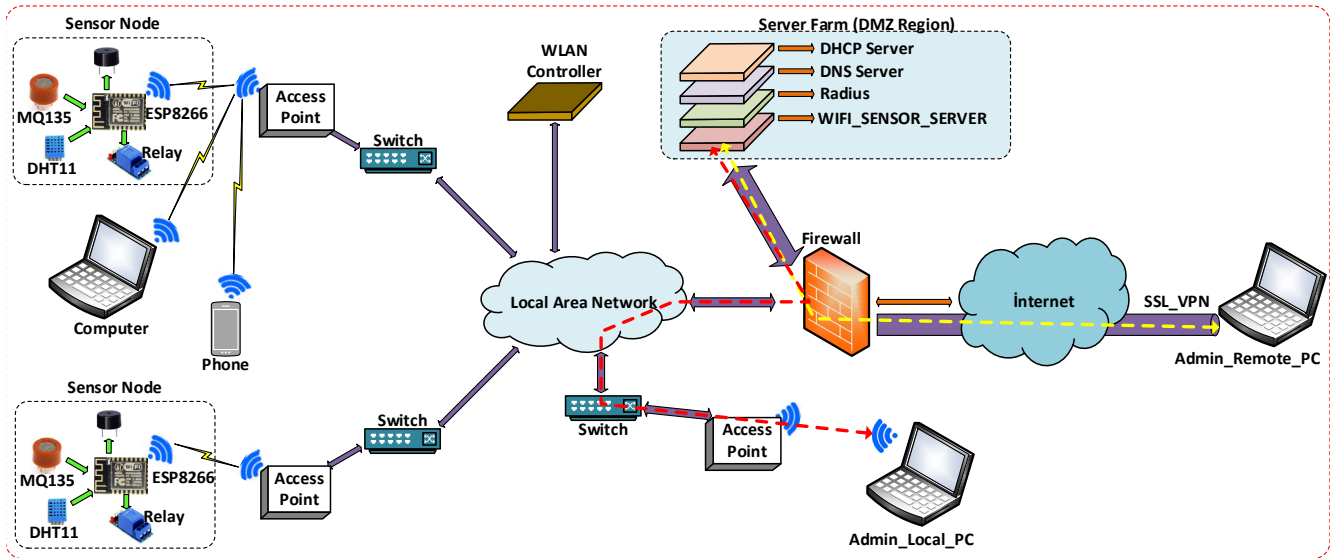 Sensor Node
MQ135
DHT11
ESP8266
Relay
Access
Point
Switch
Computer
Phone
WLAN
Controller
Server Farm (DMZ Region)
DHCP Server
DNS Server
Radius
WIFI_SENSOR_SERVER
Local Area Network
Firewall
İnternet
SSL_VPN
Admin_Remote_PC
Sensor Node
MQ135
DHT11
ESP8266
Relay
Access
Point
Switch
Switch
Access
Point
Admin_Local_PC